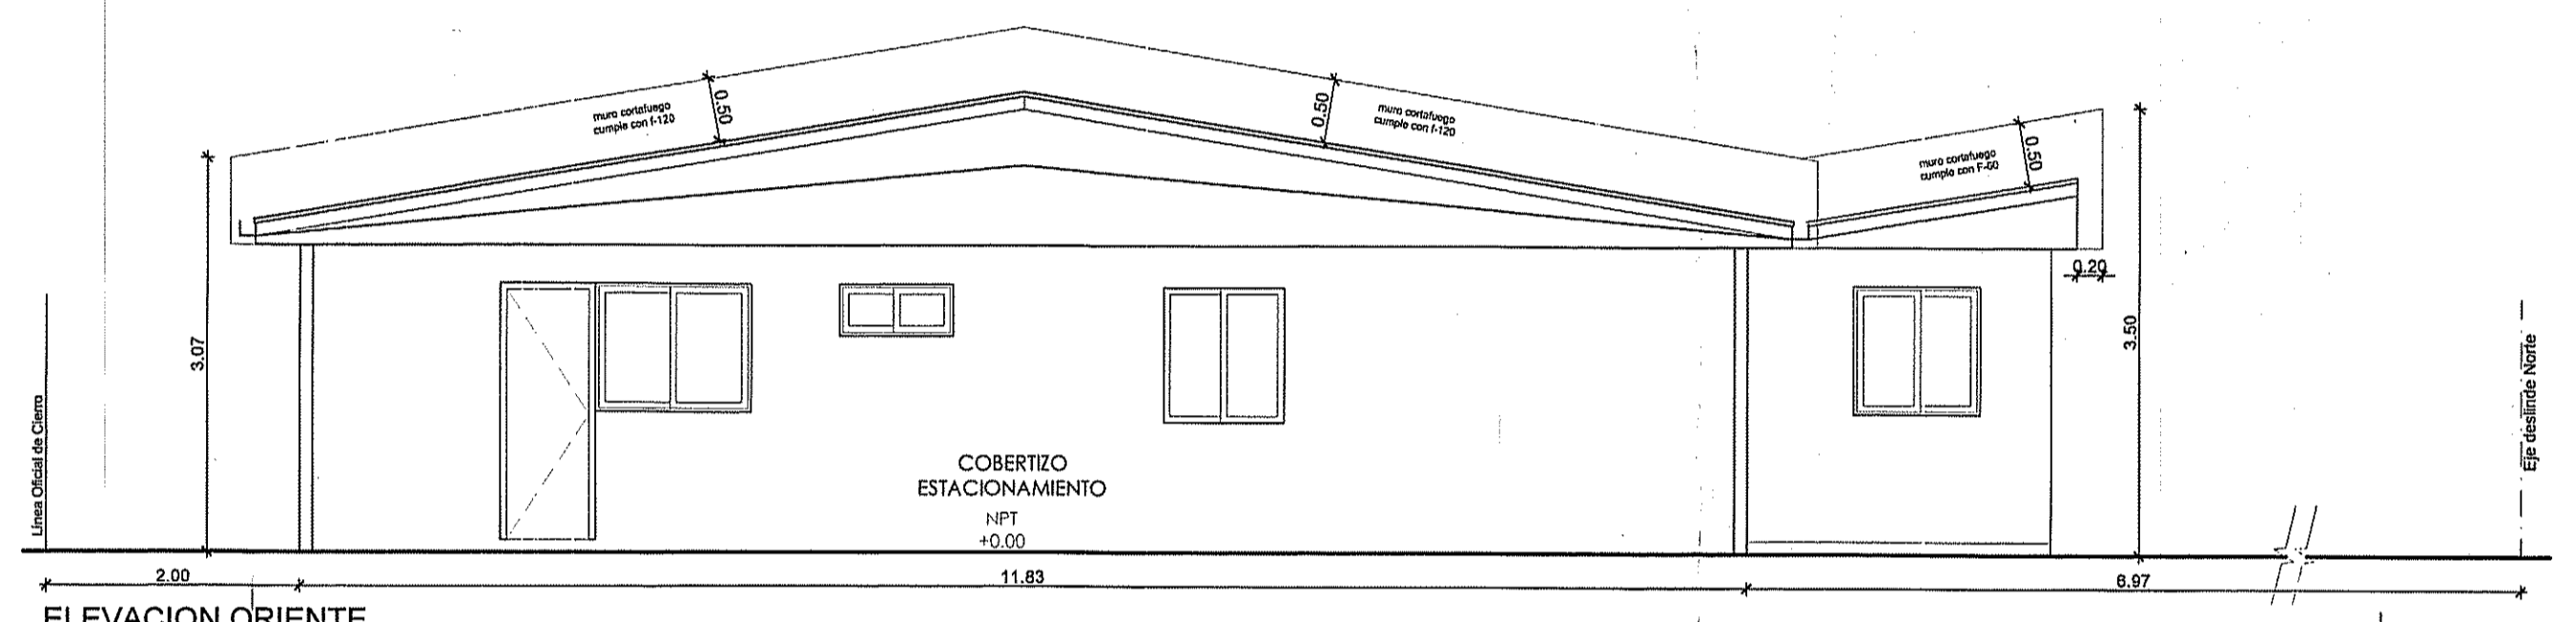 0.50
muro cortafuego
cumple con f-120
0.50
muro cortafuego
cumple con f-120
muro cortafuego
cumple con F-60
0.50
0.20
3.07
3.50
Línea Oficial de Cierro
Eje deslinde Norte
COBERTIZO
ESTACIONAMIENTO
NPT
+0.00
2.00
11.83
6.97
ELEVACION ORIENTE